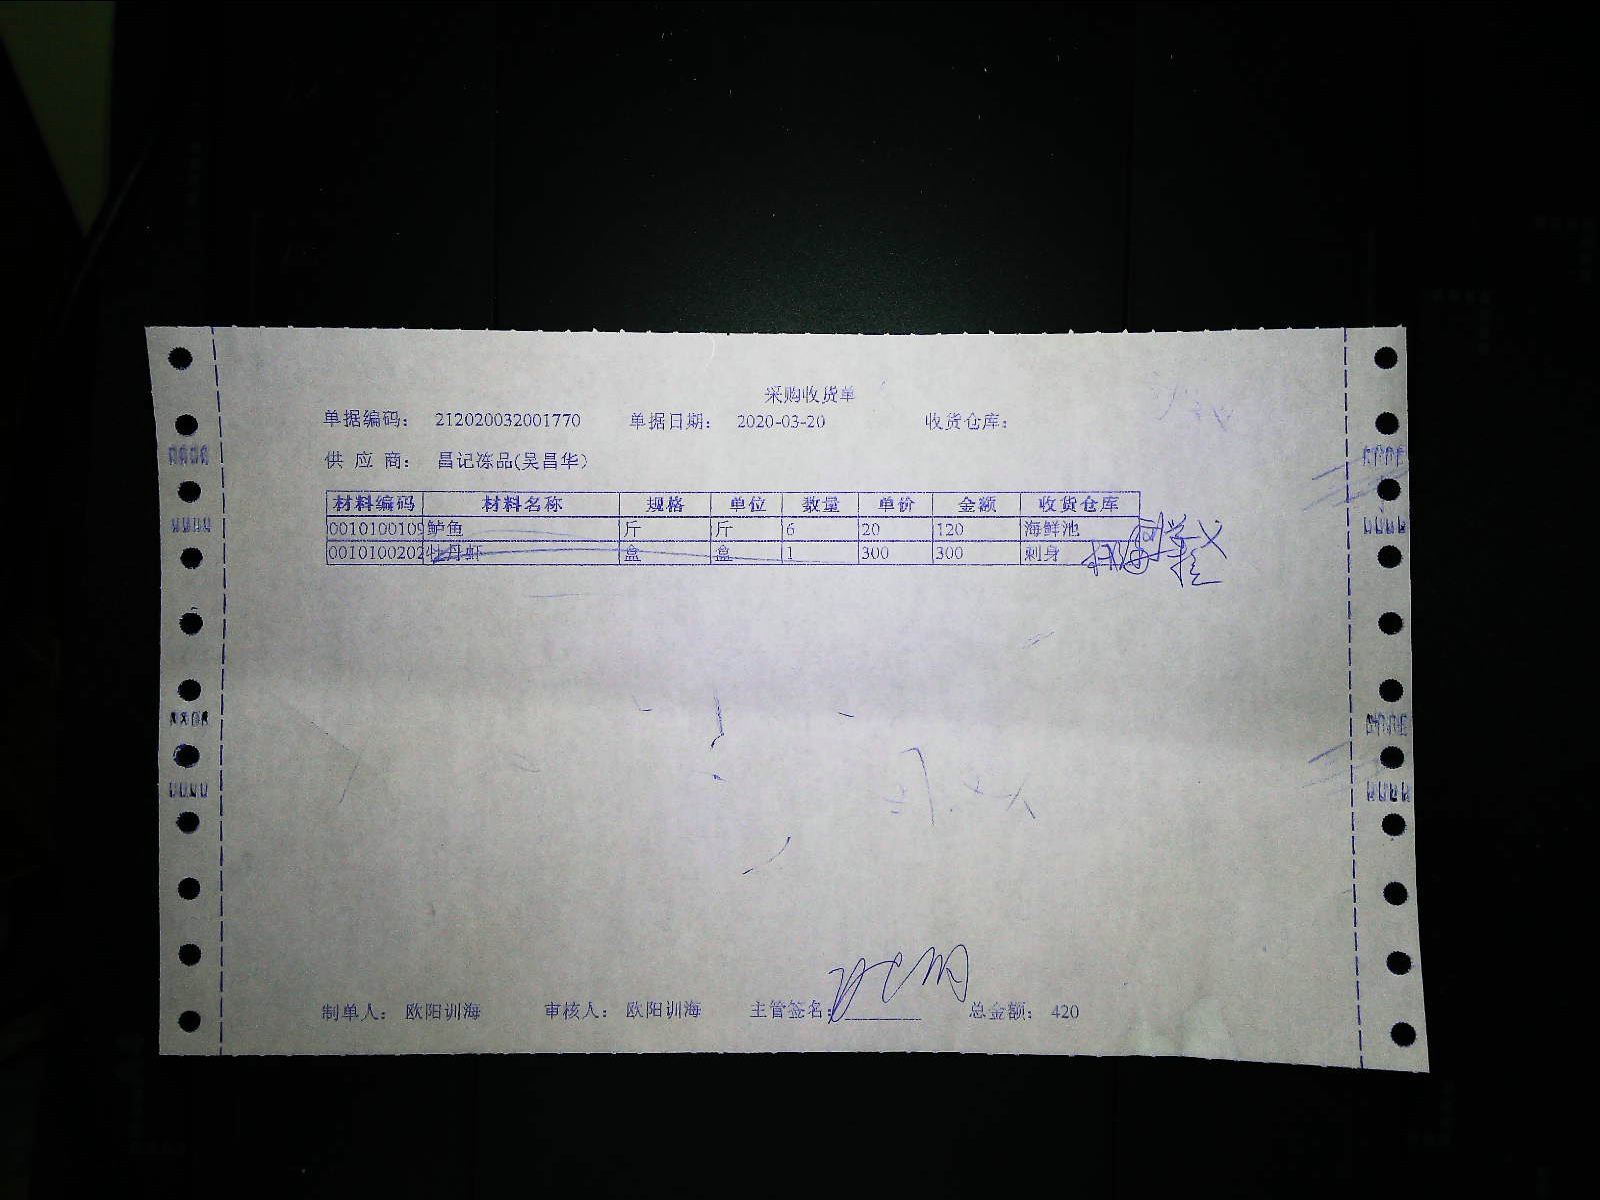 采购收货单
单据编码： 212020032001770 单据日期： 2020-03-20 收货仓库：
供 应 商： 昌记冻品(吴昌华)
材料编码 材料名称 规格 单位 数量 单价 金额 收货仓库
0010100109 鲈鱼 斤 斤 6 20 120 海鲜池
0010100202 牡丹虾 盒 盒 1 300 300 刺身
制单人： 欧阳训海 审核人： 欧阳训海 主管签名： 总金额： 420